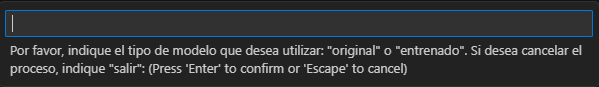 Por favor, indique el tipo de modelo que desea utilizar: "original" o "entrenado". Si desea cancelar el
proceso, indique "salir": (Press 'Enter' to confirm or 'Escape' to cancel)